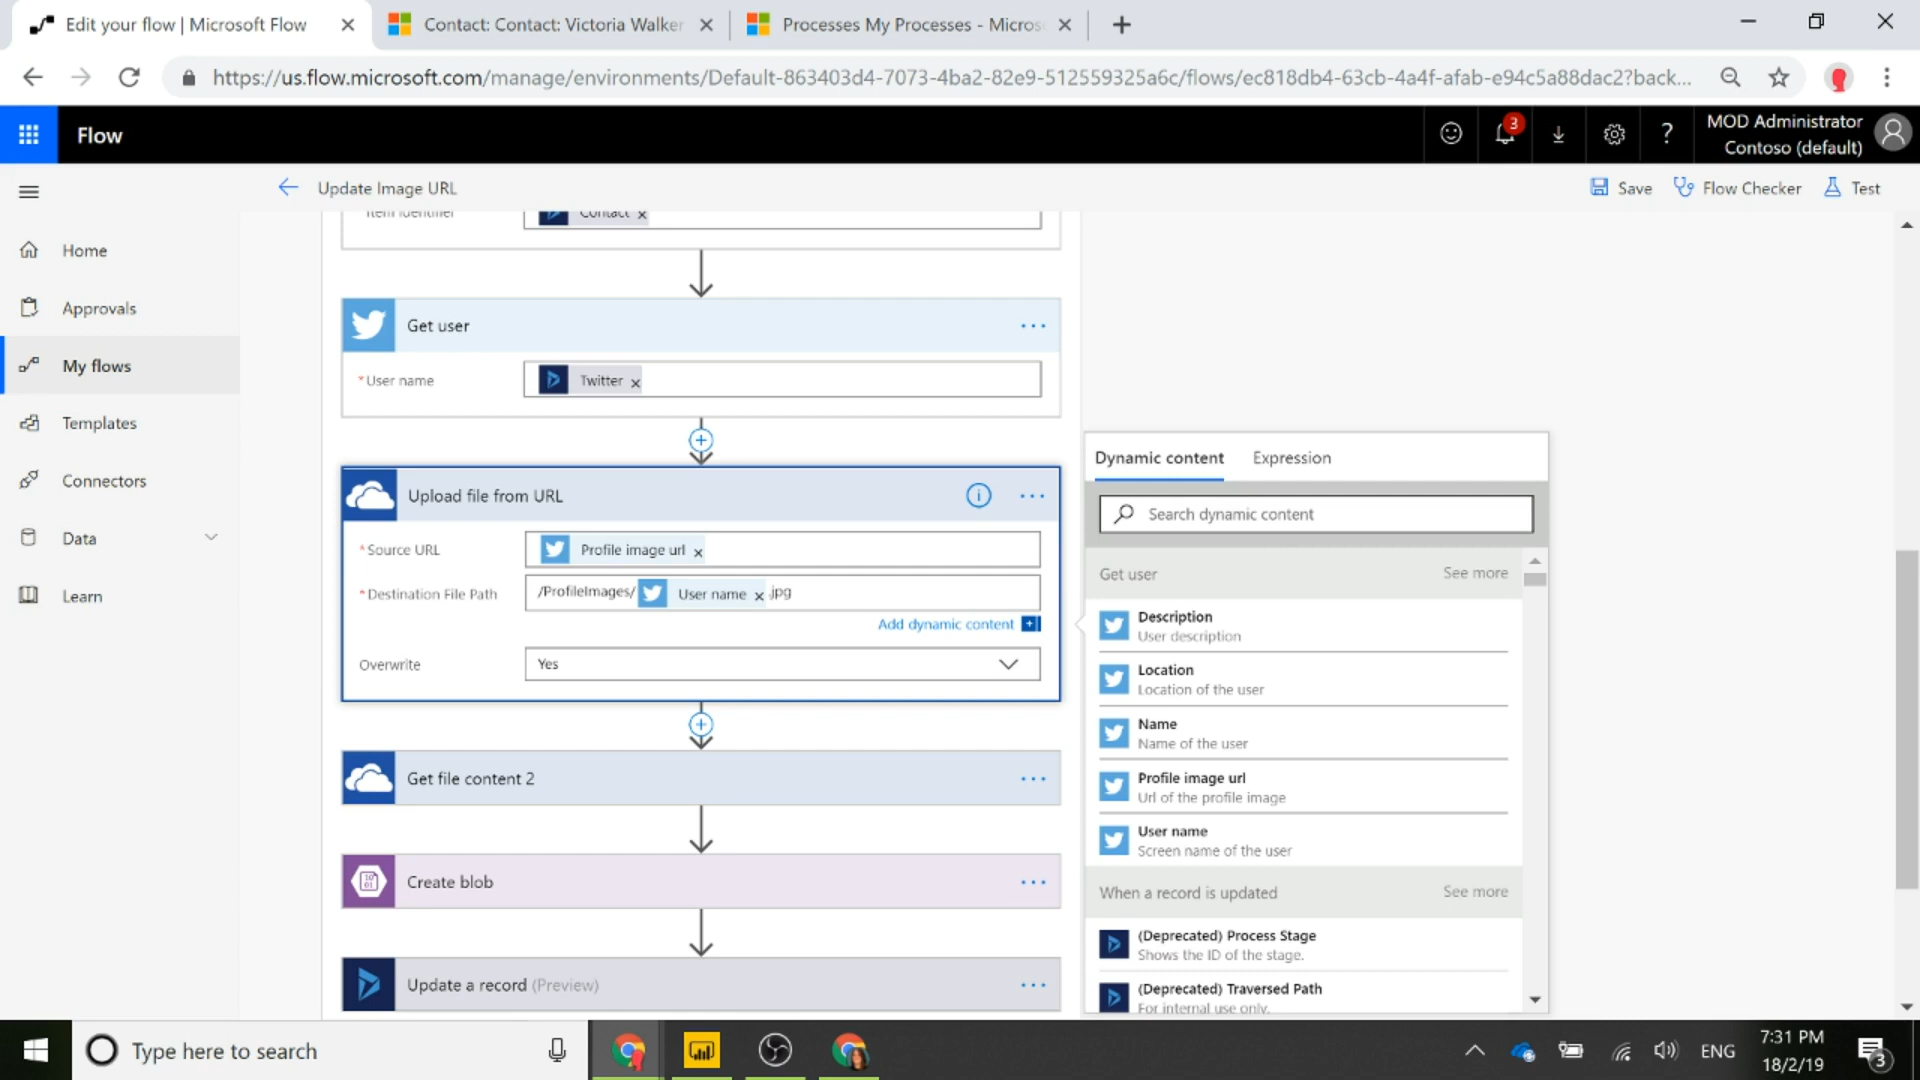 Edit your flow | Microsoft Flow
Contact: Contact: Victoria Walker
Processes My Processes - Micros
https://us.flow.microsoft.com/manage/environments/Default-863403d4-7073-4ba2-82e9-512559325a6c/flows/ec818db4-63cb-4a4f-afab-e94c5a88dac2?back...
Flow
3
?
MOD Administrator
Contoso (default)
Update Image URL
Save
Flow Checker
Test
Home
Approvals
My flows
Templates
Connectors
Data
Learn
Item identifier
Contact x
Get user
...
*User name
Twitter x
Upload file from URL
...
*Source URL
Profile image url x
*Destination File Path
/ProfileImages/ User name x .jpg
Add dynamic content
Overwrite
Yes
Get file content 2
...
Create blob
...
Update a record (Preview)
...
Dynamic content
Expression
Search dynamic content
Get user
See more
Description
User description
Location
Location of the user
Name
Name of the user
Profile image url
Url of the profile image
User name
Screen name of the user
When a record is updated
See more
(Deprecated) Process Stage
Shows the ID of the stage.
(Deprecated) Traversed Path
For internal use only.
Type here to search
ENG
7:31 PM
18/2/19
3